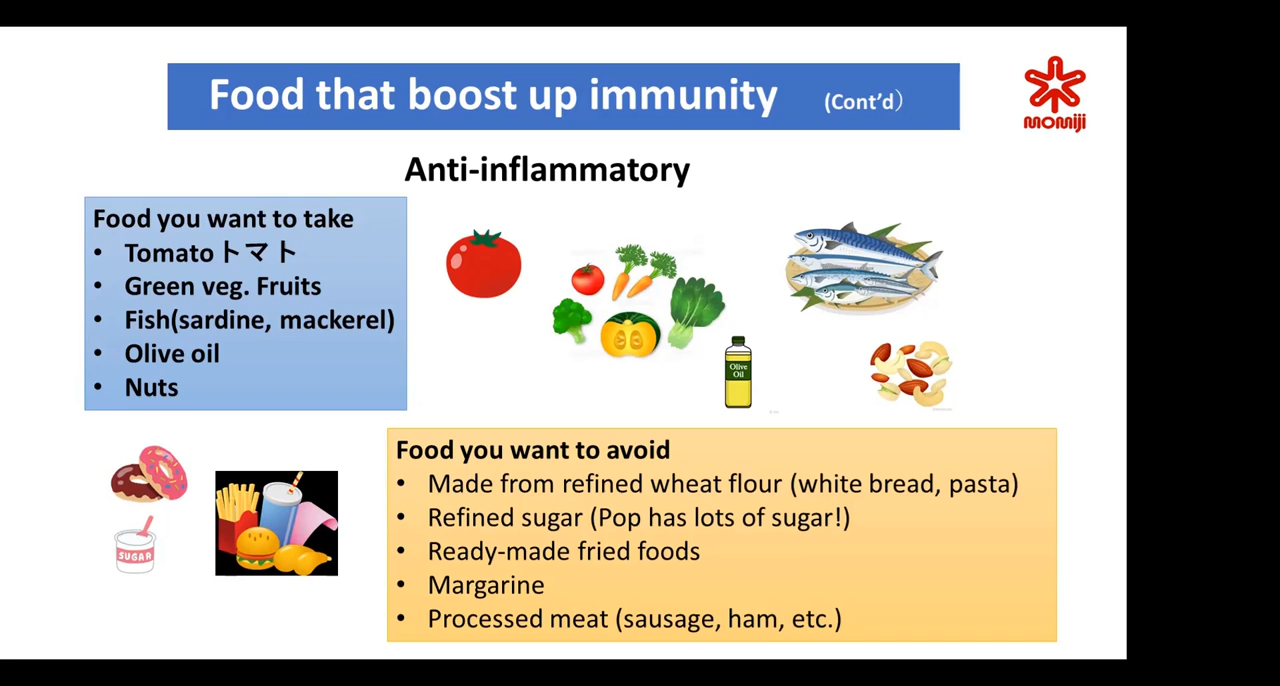 Food that boost up immunity (Cont'd）
momiji
Anti-inflammatory
Food you want to take
• Tomato トマト
• Green veg. Fruits
• Fish(sardine, mackerel)
• Olive oil
• Nuts
Olive
Oil
SUGAR
Food you want to avoid
• Made from refined wheat flour (white bread, pasta)
• Refined sugar (Pop has lots of sugar!)
• Ready-made fried foods
• Margarine
• Processed meat (sausage, ham, etc.)